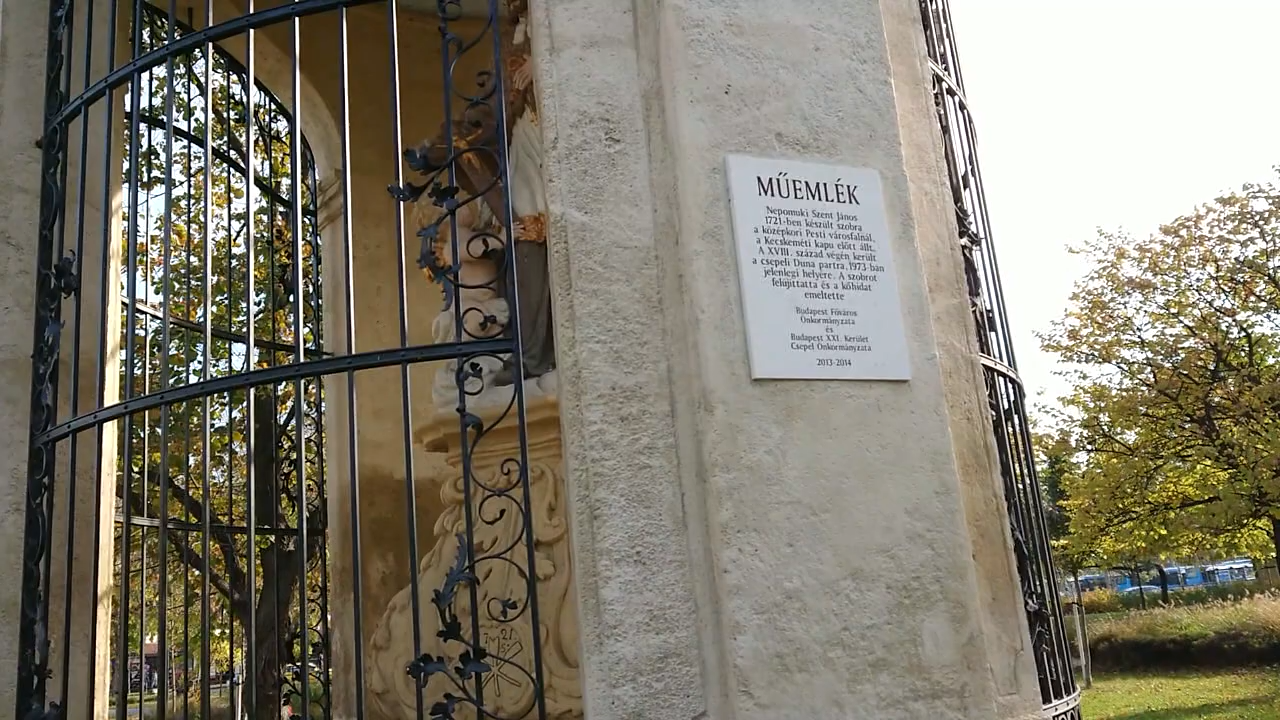 MŰEMLÉK
Nepomuki Szent János
1721-ben készült szobra
a középkori Pesti városfalnál,
a Kecskeméti kapu előtt állt.
A XVIII. század végén került
a csepeli Duna partra, 1973-ban
jelenlegi helyére. A szobrot
felújíttatta és a kőhidat
emeltette
Budapest Főváros
Önkormányzata
és
Budapest XXI. Kerület
Csepel Önkormányzata
2013-2014